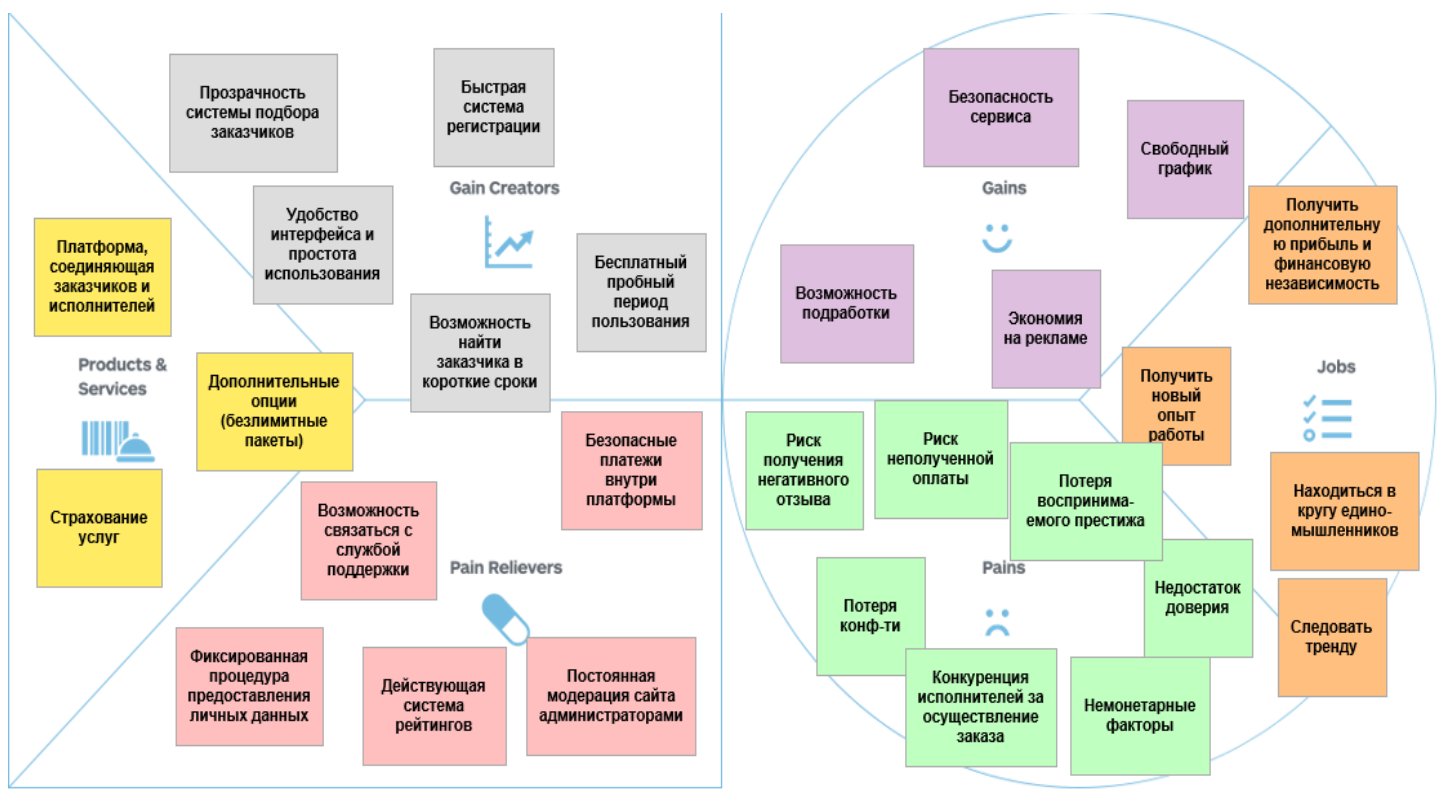 Прозрачность
системы подбора
заказчиков
Быстрая
система
регистрации
Gain Creators
Удобство
интерфейса и
простота
использования
Бесплатный
пробный
период
пользования
Возможность
найти
заказчика в
короткие сроки
Платформа,
соединяющая
заказчиков и
исполнителей
Products &
Services
Дополнительные
опции
(безлимитные
пакеты)
Страхование
услуг
Безопасные
платежи
внутри
платформы
Возможность
связаться с
службой
поддержки
Pain Relievers
Фиксированная
процедура
предоставления
личных данных
Действующая
система
рейтингов
Постоянная
модерация сайта
администраторами
Безопасность
сервиса
Свободный
график
Gains
Возможность
подработки
Экономия
на рекламе
Получить
дополнительну
ю прибыль и
финансовую
независимость
Jobs
Получить
новый
опыт
работы
Находиться в
кругу едино-
мышленников
Следовать
тренду
Риск
получения
негативного
отзыва
Риск
неполученной
оплаты
Потеря
воспринима-
емого престижа
Pains
Потеря
конф-ти
Недостаток
доверия
Конкуренция
исполнителей за
осуществление
заказа
Немонетарные
факторы